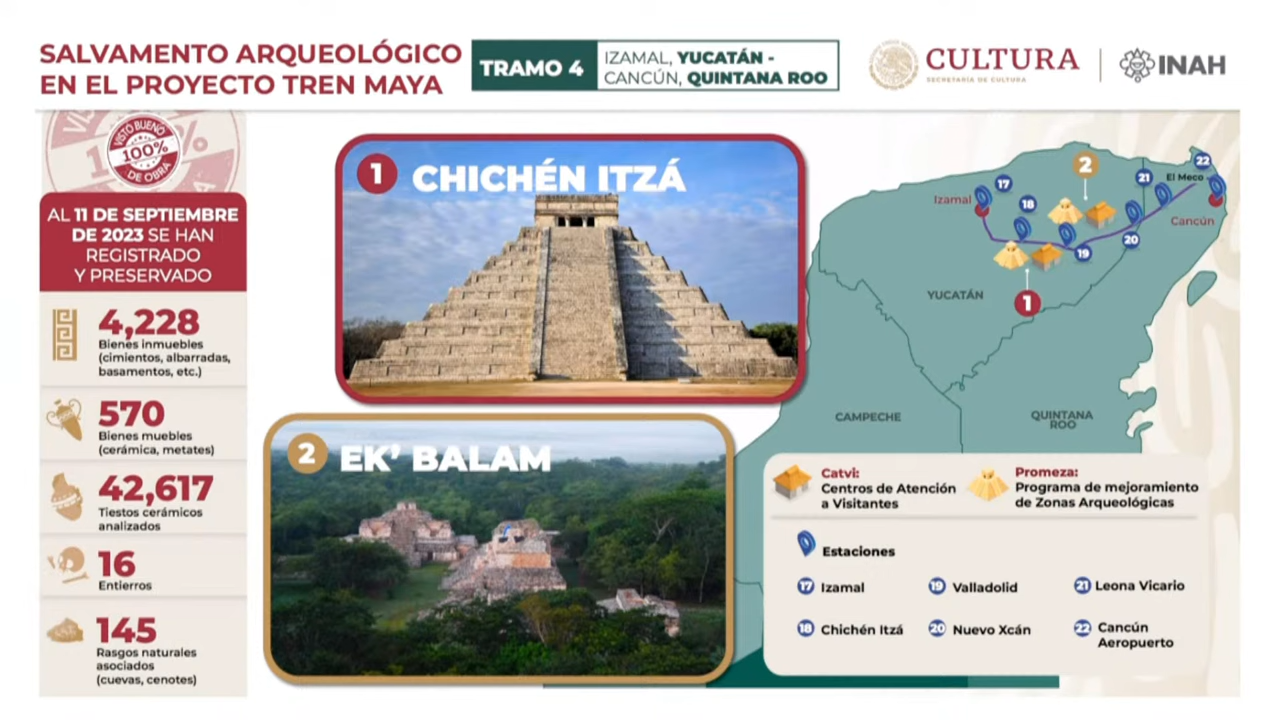 SALVAMENTO ARQUEOLÓGICO
EN EL PROYECTO TREN MAYA
TRAMO 4
IZAMAL, YUCATÁN -
CANCÚN, QUINTANA ROO
CULTURA
SECRETARÍA DE CULTURA
INAH
VISTO BUENO
100%
DE OBRA
AL 11 DE SEPTIEMBRE
DE 2023 SE HAN
REGISTRADO
Y PRESERVADO
4,228
Bienes inmuebles
(cimientos, albarradas,
basamentos, etc.)
570
Bienes muebles
(cerámica, metates)
42,617
Tiestos cerámicos
analizados
16
Entierros
145
Rasgos naturales
asociados
(cuevas, cenotes)
1 CHICHÉN ITZÁ
2 EK’ BALAM
2
22
21
El Meco
17
Izamal
18
Cancún
20
19
1
YUCATÁN
CAMPECHE
QUINTANA
ROO
Catvi:
Centros de Atención
a Visitantes
Promeza:
Programa de mejoramiento
de Zonas Arqueológicas
Estaciones
17 Izamal
19 Valladolid
21 Leona Vicario
18 Chichén Itzá
20 Nuevo Xcán
22 Cancún
Aeropuerto